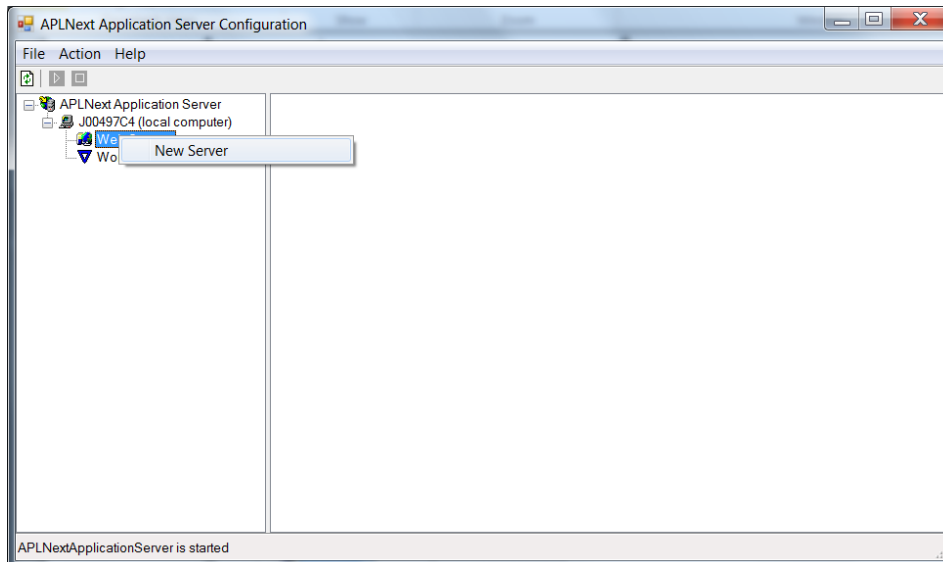 APLNext Application Server Configuration
File Action Help
APLNext Application Server
J00497C4 (local computer)
New Server
APLNextApplicationServer is started